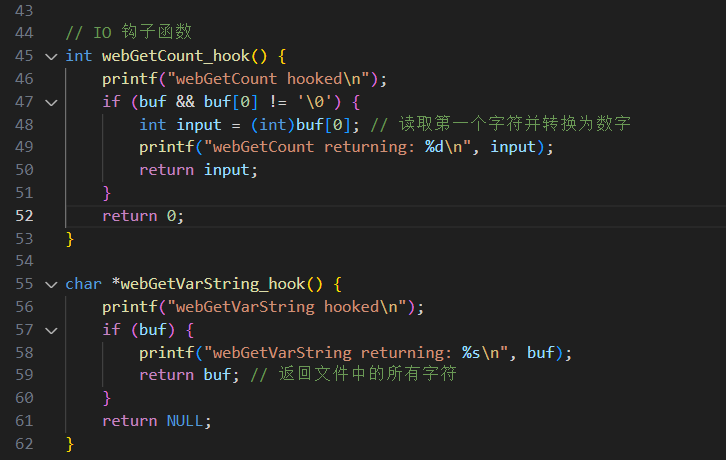 43
44 // IO 钩子函数
45 int webGetCount_hook() {
46     printf("webGetCount hooked\n");
47     if (buf && buf[0] != '\0') {
48         int input = (int)buf[0]; // 读取第一个字符并转换为数字
49         printf("webGetCount returning: %d\n", input);
50         return input;
51     }
52     return 0;
53 }
54
55 char *webGetVarString_hook() {
56     printf("webGetVarString hooked\n");
57     if (buf) {
58         printf("webGetVarString returning: %s\n", buf);
59         return buf; // 返回文件中的所有字符
60     }
61     return NULL;
62 }